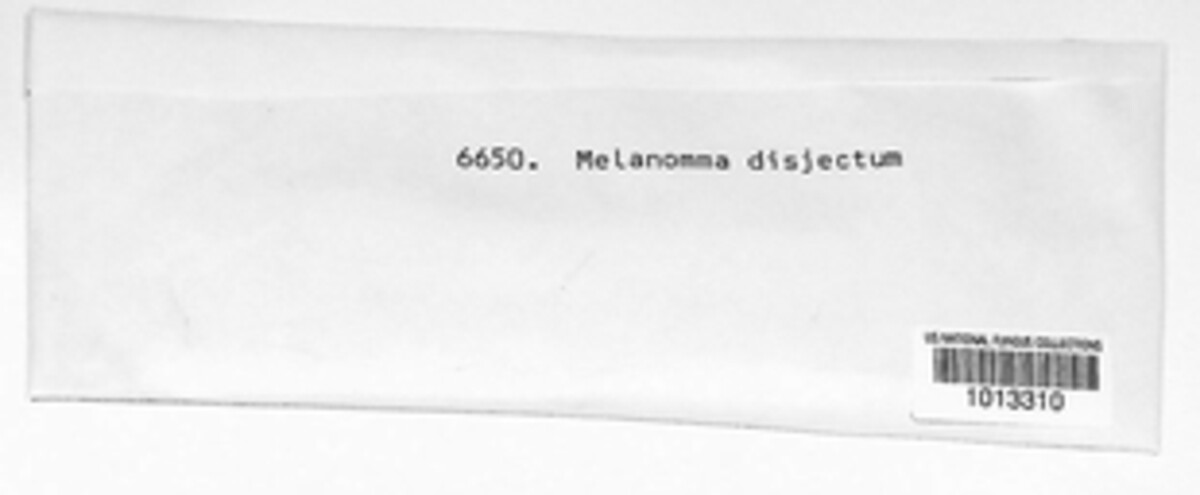 6650. Melanomma disjectum
US NATIONAL FUNGUS COLLECTIONS
1013310